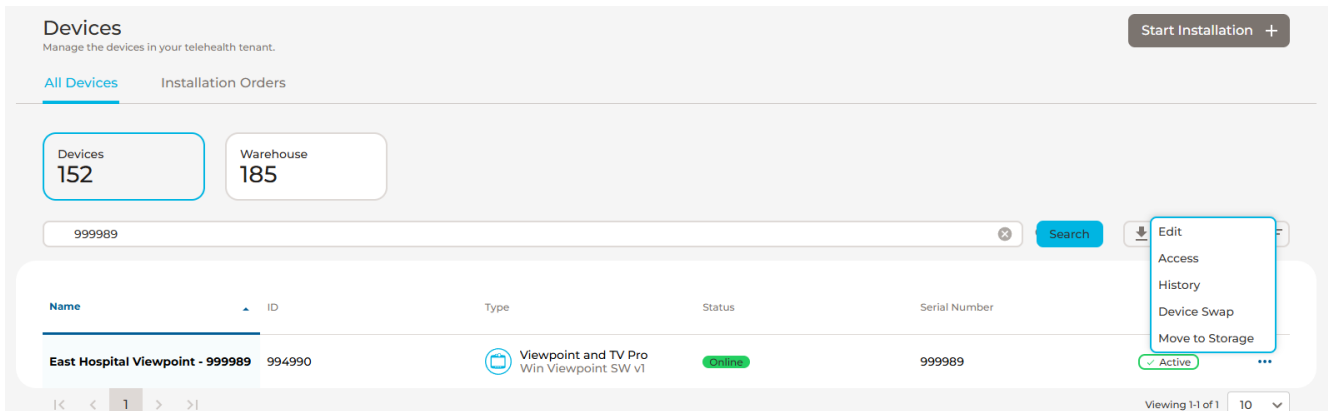 Devices
Manage the devices in your telehealth tenant.
Start Installation +
All Devices Installation Orders
Devices
152
Warehouse
185
999989
Search
Edit
Access
History
Device Swap
Move to Storage
Name ID Type Status Serial Number
East Hospital Viewpoint - 999989 994990 Viewpoint and TV Pro Online 999989 Active
Win Viewpoint SW v1
1
Viewing 1-1 of 1 10